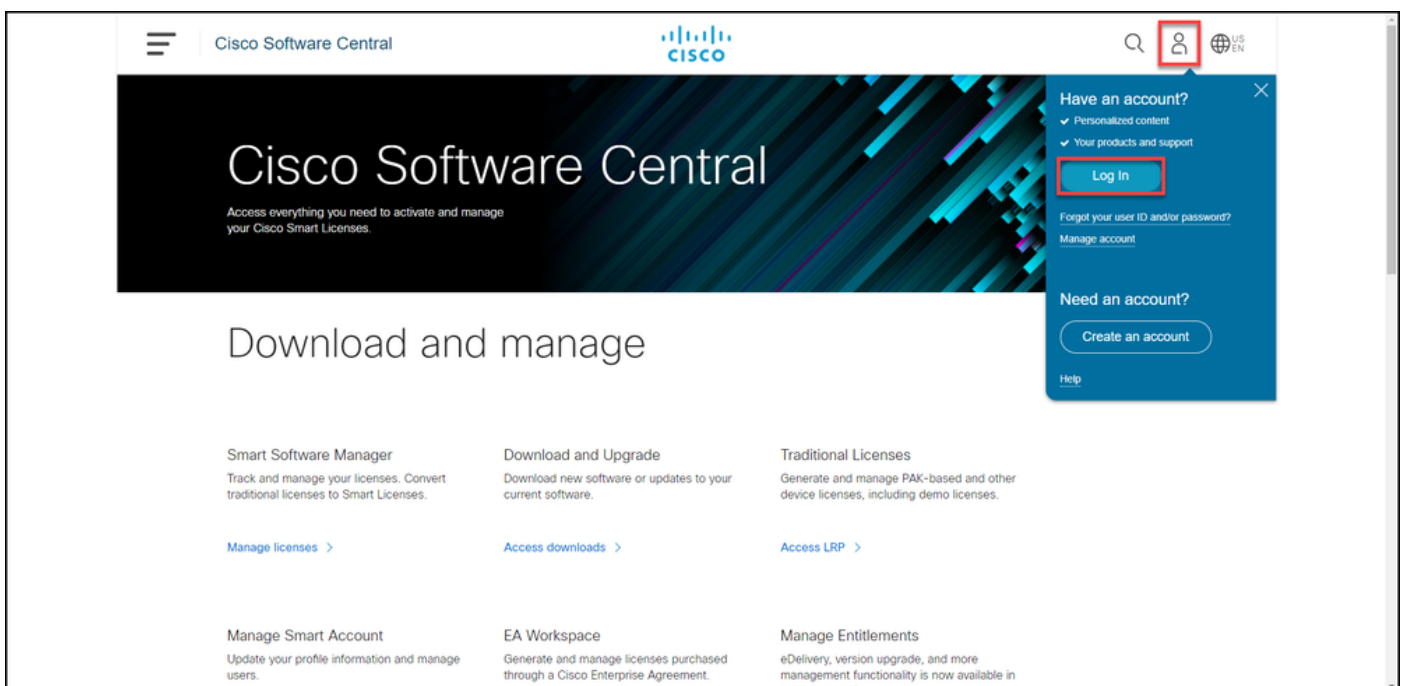 Cisco Software Central
CISCO
US
EN
Cisco Software Central
Access everything you need to activate and manage
your Cisco Smart Licenses.
Have an account?
Personalized content
Your products and support
Log In
Forgot your user ID and/or password?
Manage account
Need an account?
Create an account
Help
Download and manage
Smart Software Manager
Track and manage your licenses. Convert
traditional licenses to Smart Licenses.
Manage licenses
Download and Upgrade
Download new software or updates to your
current software.
Access downloads
Traditional Licenses
Generate and manage PAK-based and other
device licenses, including demo licenses.
Access LRP
Manage Smart Account
Update your profile information and manage
users.
EA Workspace
Generate and manage licenses purchased
through a Cisco Enterprise Agreement.
Manage Entitlements
eDelivery, version upgrade, and more
management functionality is now available in